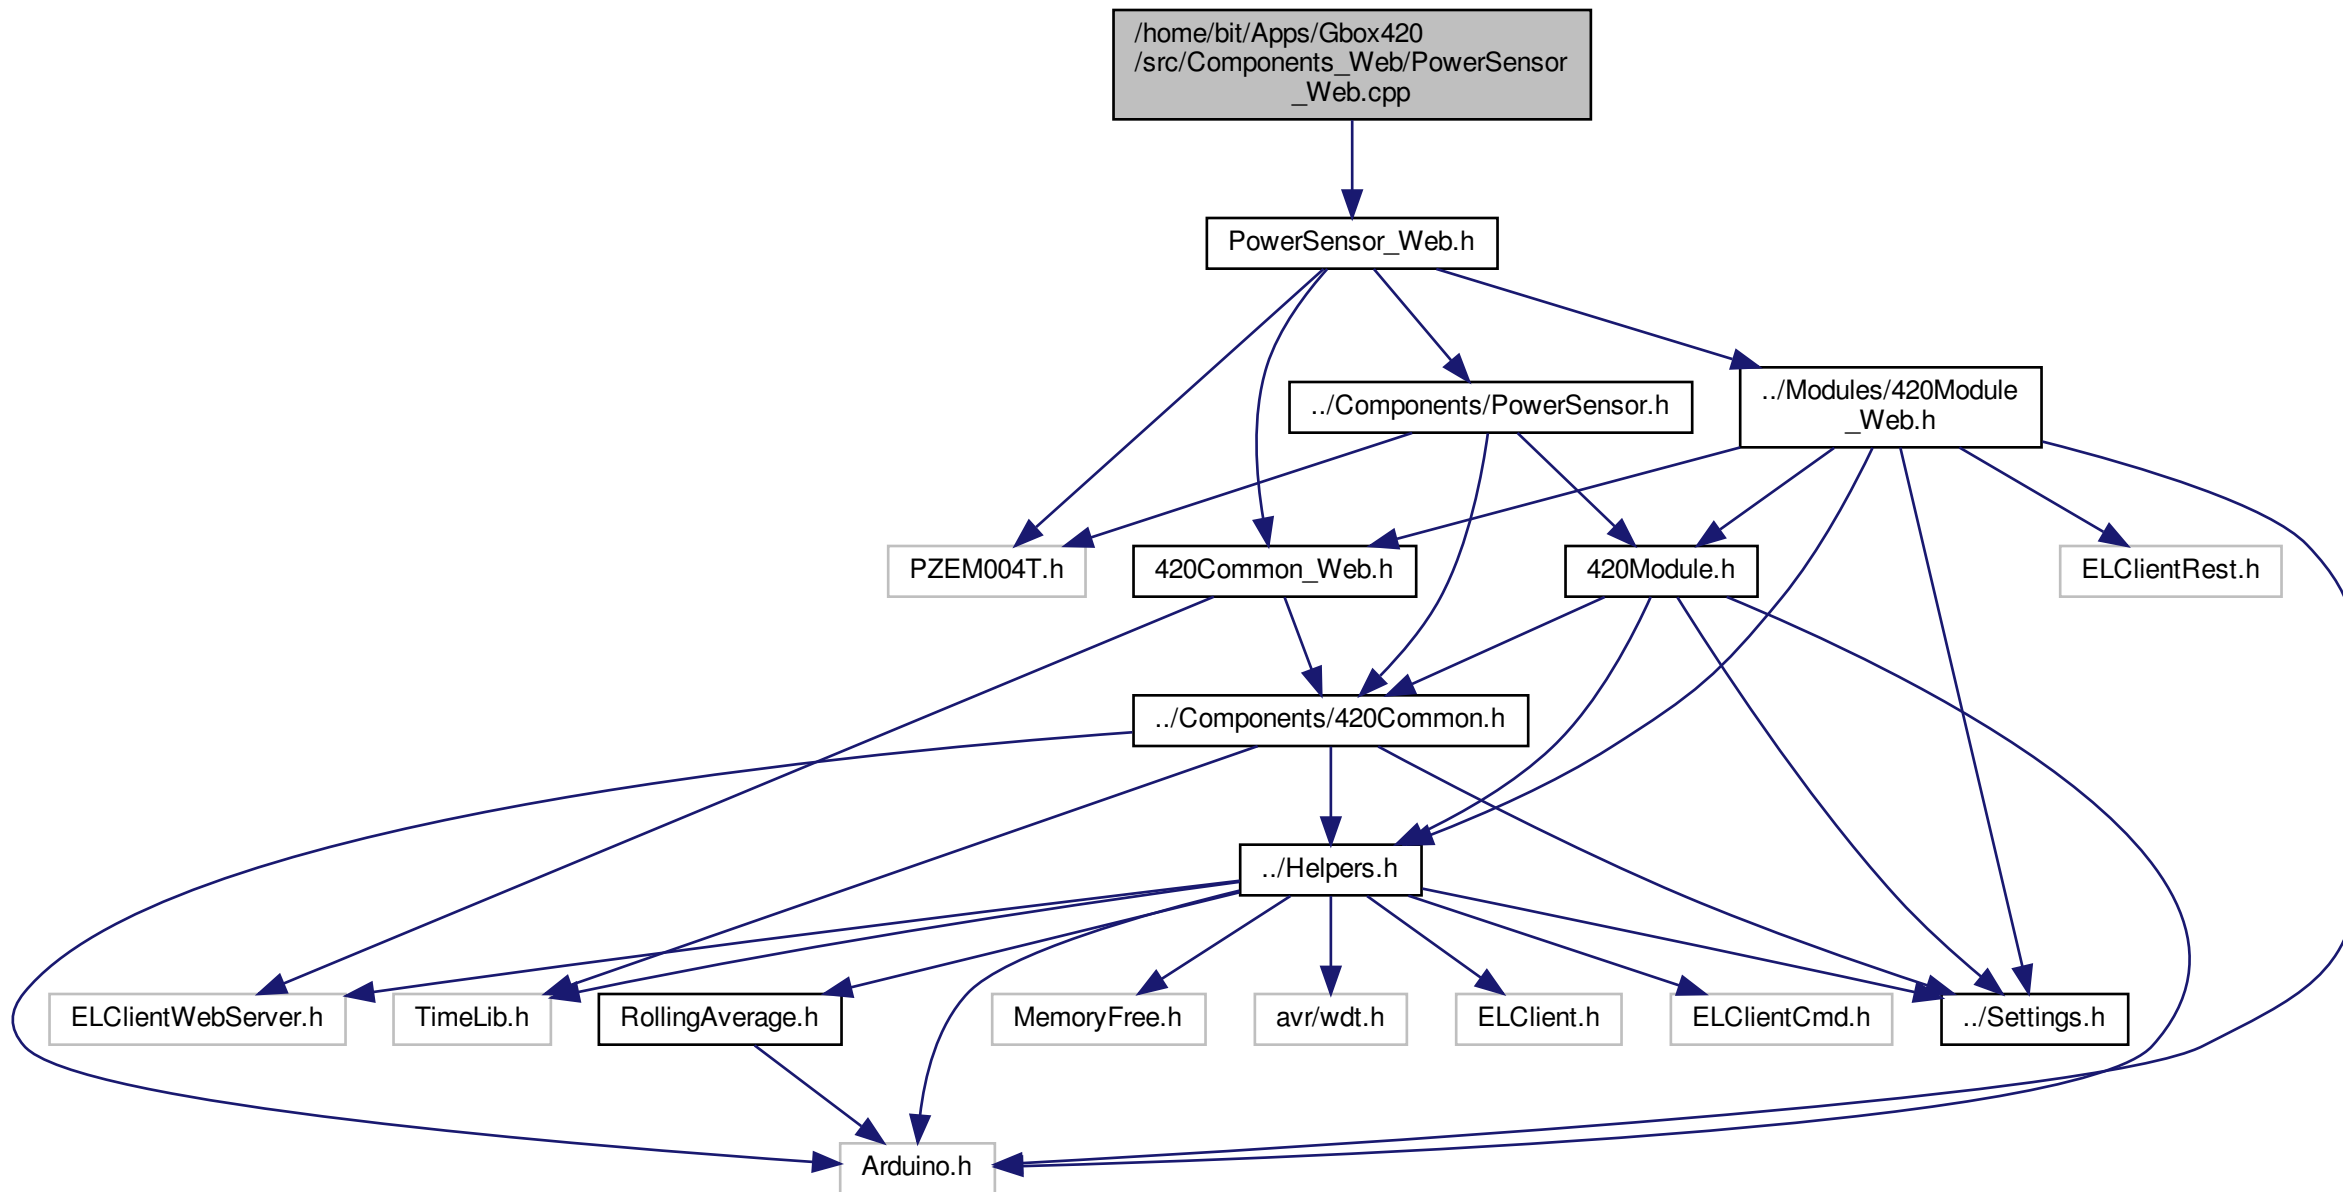 /home/bit/Apps/Gbox420
/src/Components_Web/PowerSensor
_Web.cpp
PowerSensor_Web.h
../Components/PowerSensor.h
../Modules/420Module
_Web.h
PZEM004T.h
420Common_Web.h
420Module.h
ELClientRest.h
../Components/420Common.h
../Helpers.h
ELClientWebServer.h
TimeLib.h
RollingAverage.h
MemoryFree.h
avr/wdt.h
ELClient.h
ELClientCmd.h
../Settings.h
Arduino.h